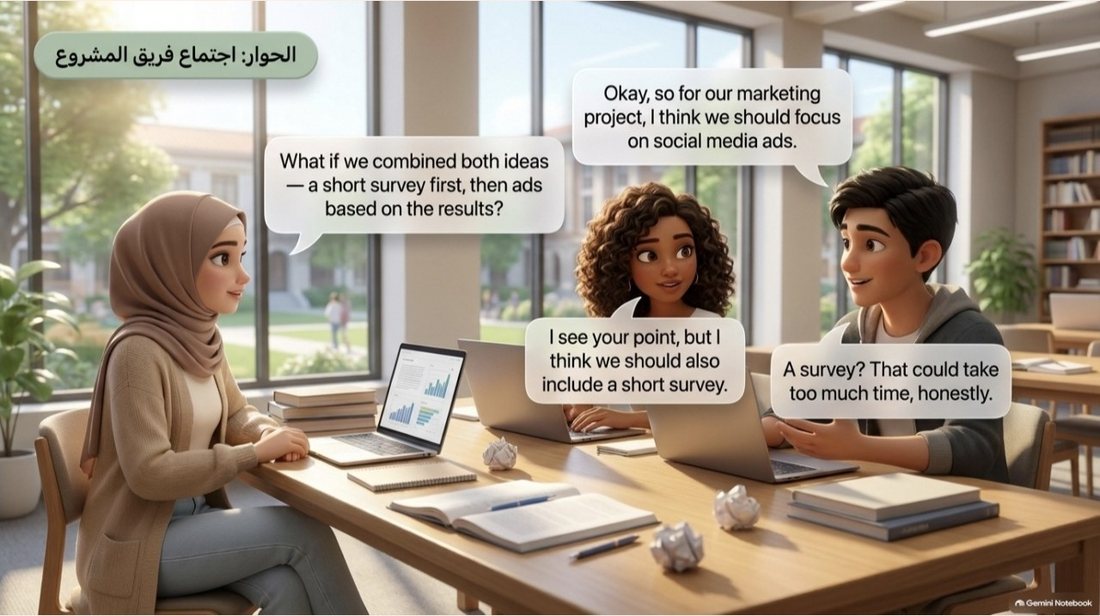 الحوار: اجتماع فريق المشروع
Okay, so for our marketing
project, I think we should focus
on social media ads.
What if we combined both ideas
— a short survey first, then ads
based on the results?
I see your point, but I
think we should also
include a short survey.
A survey? That could take
too much time, honestly.
Gemini Notebook